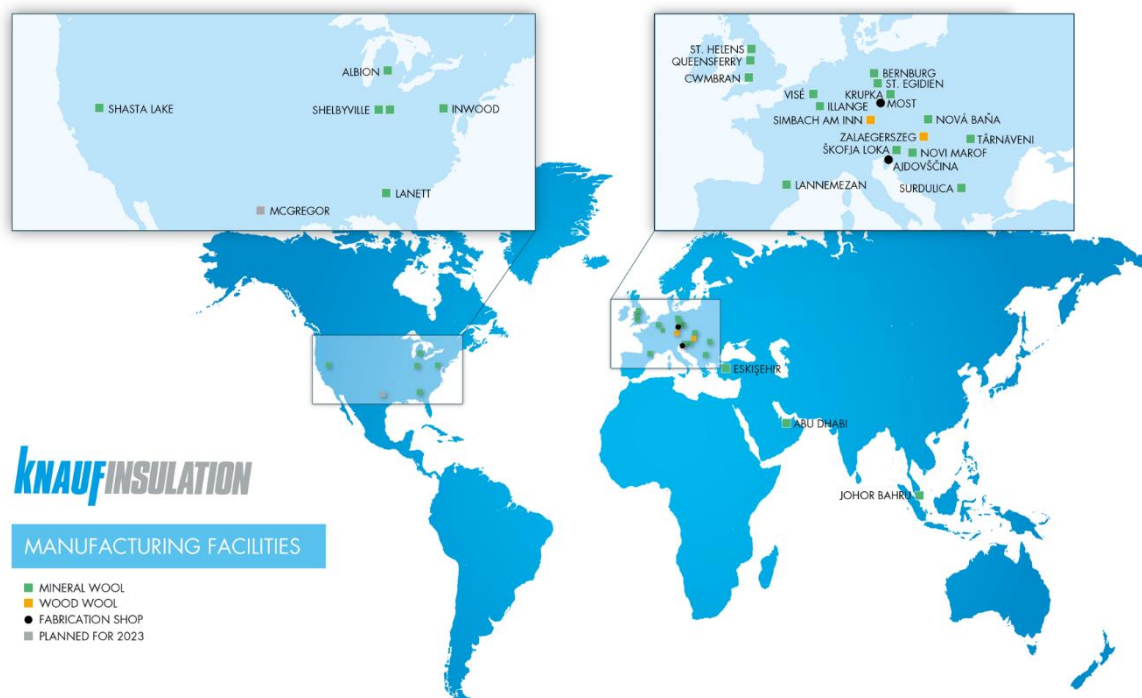 ALBION
SHASTA LAKE
SHELBYVILLE
INWOOD
LANETT
MCGREGOR
ST. HELENS
QUEENSFERRY
CWMBRAN
BERNBURG
ST. EGIDIEN
VISÉ
KRUPKA
MOST
ILLANGE
SIMBACH AM INN
NOVÁ BAŇA
ZALAEGERSZEG
TÂRNĂVENI
ŠKOFJA LOKA
NOVI MAROF
AJDOVŠČINA
LANNEMEZAN
SURDULICA
ESKIŞEHIR
ABU DHABI
JOHOR BAHRU
KNAUFINSULATION
MANUFACTURING FACILITIES
MINERAL WOOL
WOOD WOOL
FABRICATION SHOP
PLANNED FOR 2023